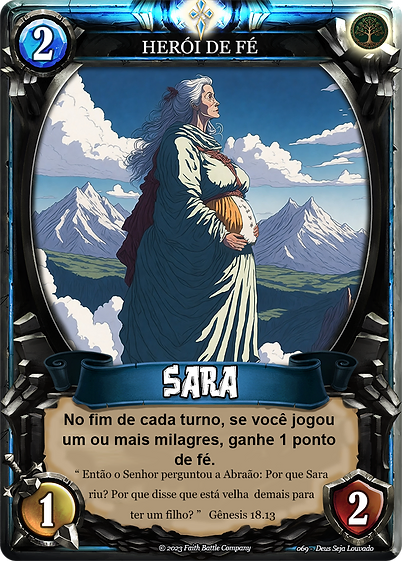 2
HERÓI DE FÉ
SARA
No fim de cada turno, se você jogou
um ou mais milagres, ganhe 1 ponto
de fé.
“ Então o Senhor perguntou a Abraão: Por que Sara
riu? Por que disse que está velha demais para
ter um filho? ” Gênesis 18.13
1
2
© 2023 Faith Battle Company
069 Deus Seja Louvado